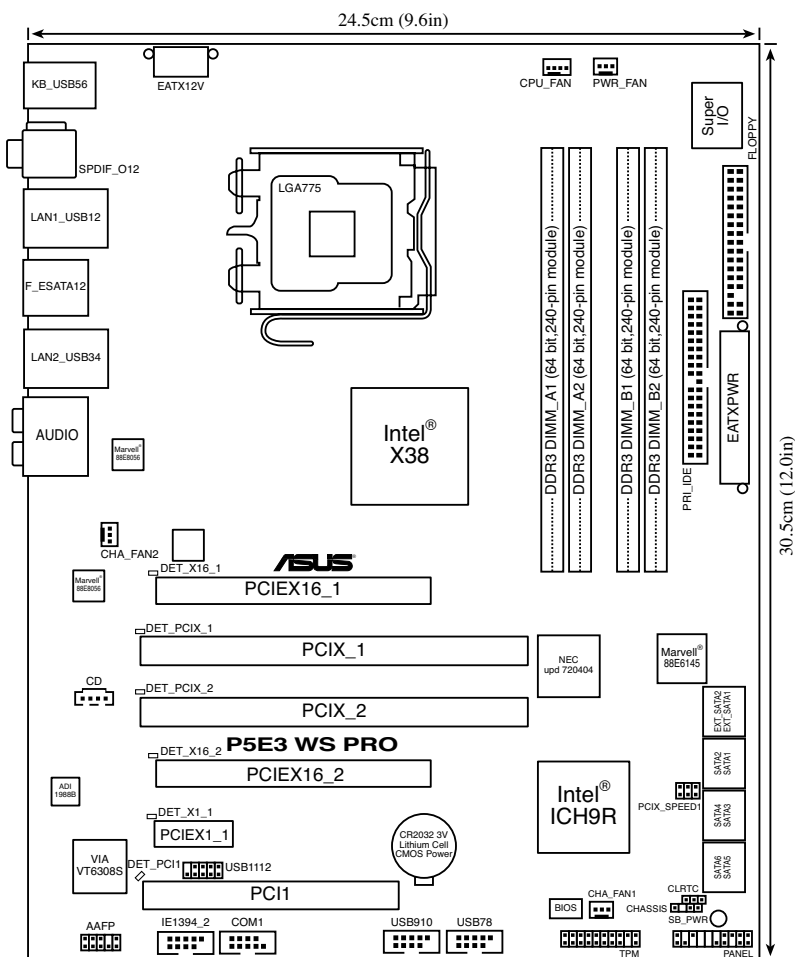 24.5cm (9.6in)
KB_USB56
EATX12V
CPU_FAN
PWR_FAN
Super
I/O
FLOPPY
SPDIF_O12
LGA775
LAN1_USB12
F_ESATA12
LAN2_USB34
AUDIO
DDR3 DIMM_A1 (64 bit,240-pin module)
DDR3 DIMM_A2 (64 bit,240-pin module)
DDR3 DIMM_B1 (64 bit,240-pin module)
DDR3 DIMM_B2 (64 bit,240-pin module)
PRI_IDE
EATXPWR
30.5cm (12.0in)
Intel®
X38
Marvell®
88E8056
CHA_FAN2
ASUS
DET_X16_1
PCIEX16_1
Marvell®
88E8056
DET_PCIX_1
PCIX_1
NEC
upd 720404
Marvell®
88E6145
CD
DET_PCIX_2
PCIX_2
EXT_SATA2
EXT_SATA1
P5E3 WS PRO
DET_X16_2
PCIEX16_2
SATA2
SATA1
ADI
1988B
Intel®
ICH9R
PCIX_SPEED1
SATA4
SATA3
DET_X1_1
PCIEX1_1
CR2032 3V
Lithium Cell
CMOS Power
VIA
VT6308S
DET_PCI1
USB1112
SATA6
SATA5
PCI1
BIOS
CHA_FAN1
CLRTC
CHASSIS
SB_PWR
AAFP
IE1394_2
COM1
USB910
USB78
TPM
PANEL